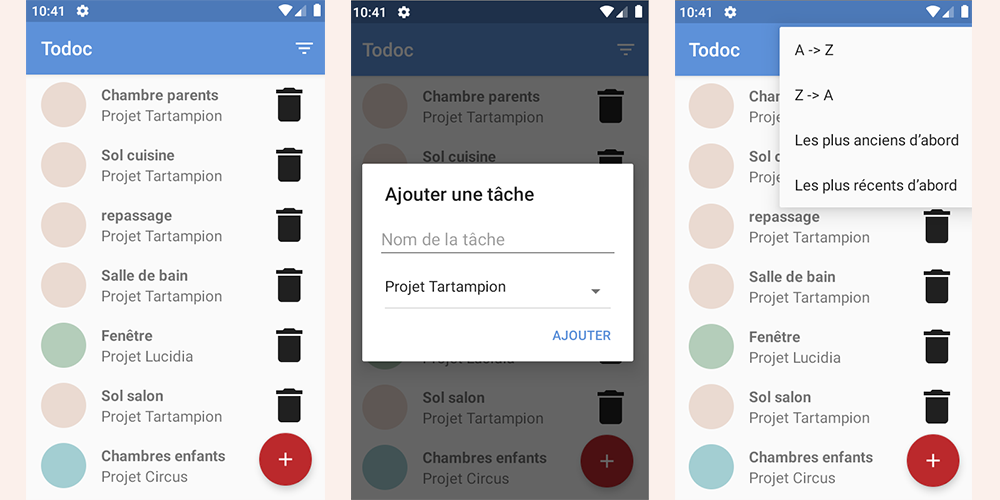 10:41
Todoc
Chambre parents
Projet Tartampion
Sol cuisine
Projet Tartampion
repassage
Projet Tartampion
Salle de bain
Projet Tartampion
Fenêtre
Projet Lucidia
Sol salon
Projet Tartampion
Chambres enfants
Projet Circus
10:41
Todoc
Chambre parents
Projet Tartampion
Sol cuisine
Ajouter une tâche
Nom de la tâche
Projet Tartampion
AJOUTER
Projet Lucidia
Sol salon
Projet Tartampion
Chambres enfants
Projet Circus
10:41
Todoc
A -> Z
Z -> A
Les plus anciens d’abord
Les plus récents d’abord
Char
Proje
Sol c
Proje
repassage
Projet Tartampion
Salle de bain
Projet Tartampion
Fenêtre
Projet Lucidia
Sol salon
Projet Tartampion
Chambres enfants
Projet Circus